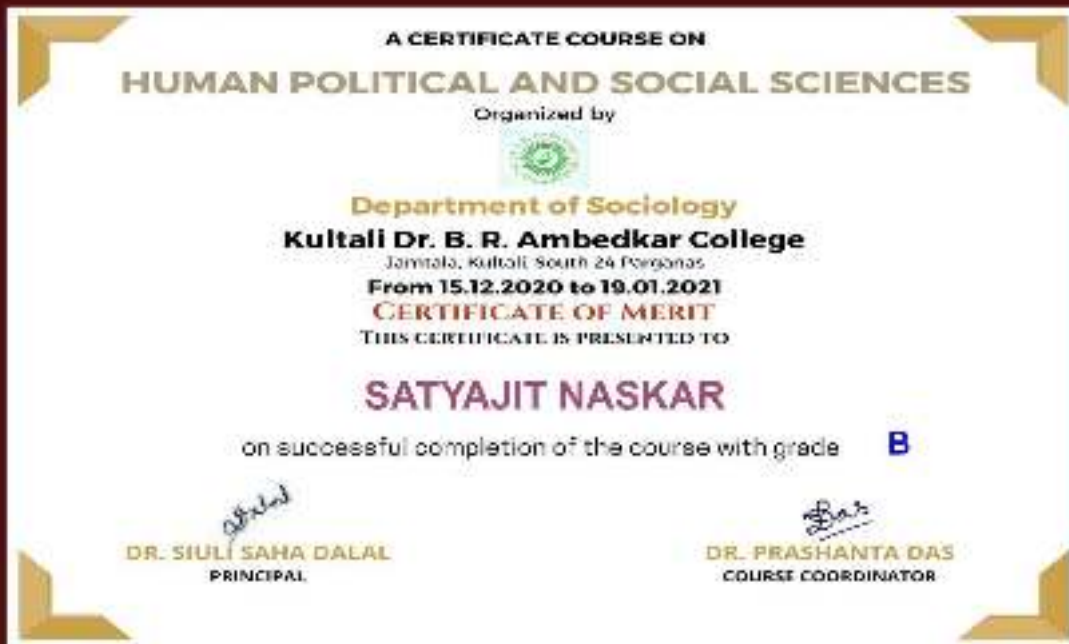 A CERTIFICATE COURSE ON
HUMAN POLITICAL AND SOCIAL SCIENCES
Organized by
Department of Sociology
Kultali Dr. B. R. Ambedkar College
Jamtala, Kultali South 24 Parganas
From 15.12.2020 to 19.01.2021
CERTIFICATE OF MERIT
THIS CERTIFICATE IS PRESENTED TO
SATYAJIT NASKAR
on successful completion of the course with grade B
Das
DR. SIULI SAHA DALAL
DR. PRASHANTA DAS
PRINCIPAL
COURSE COORDINATOR